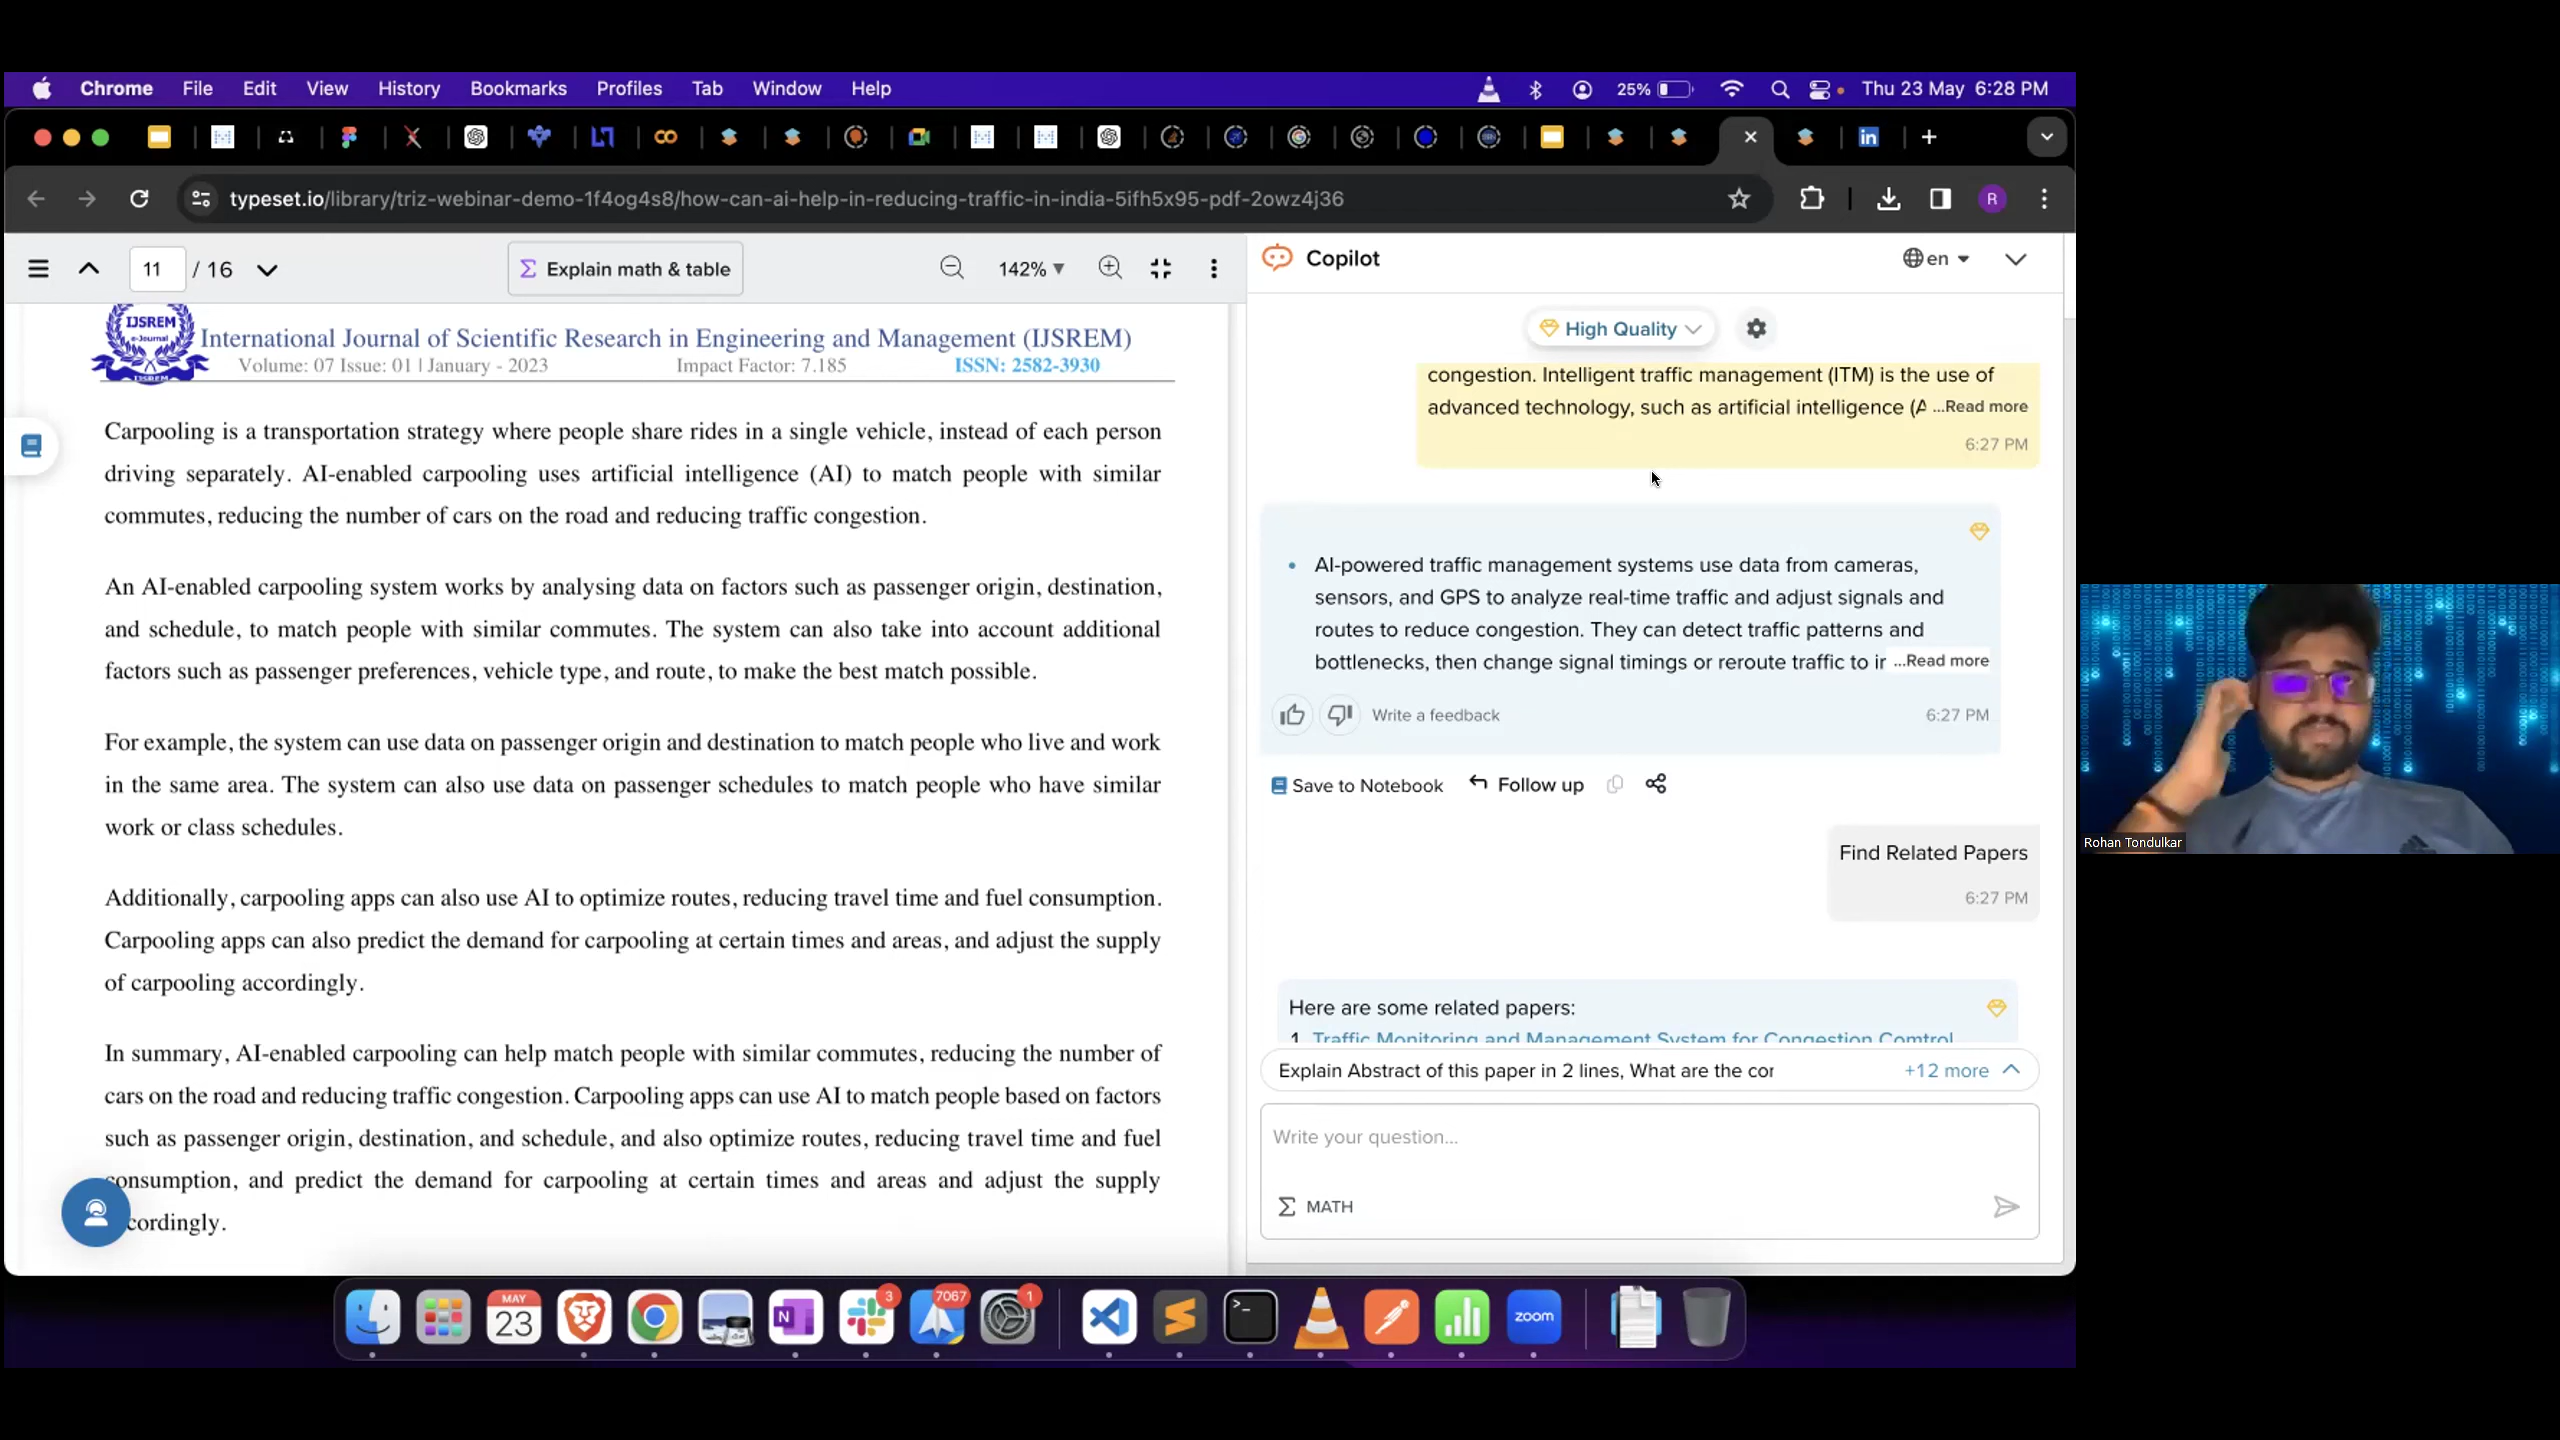 Chrome File Edit View History Bookmarks Profiles Tab Window Help 25% Thu 23 May 6:28 PM
typeset.io/library/triz-webinar-demo-1f4og4s8/how-can-ai-help-in-reducing-traffic-in-india-5ifh5x95-pdf-2owz4j36 R
11 / 16 Explain math & table 142%
IJSREM
e-Journal
IJSREM
International Journal of Scientific Research in Engineering and Management (IJSREM)
Volume: 07 Issue: 01 | January - 2023 Impact Factor: 7.185 ISSN: 2582-3930
Carpooling is a transportation strategy where people share rides in a single vehicle, instead of each person
driving separately. AI-enabled carpooling uses artificial intelligence (AI) to match people with similar
commutes, reducing the number of cars on the road and reducing traffic congestion.
An AI-enabled carpooling system works by analysing data on factors such as passenger origin, destination,
and schedule, to match people with similar commutes. The system can also take into account additional
factors such as passenger preferences, vehicle type, and route, to make the best match possible.
For example, the system can use data on passenger origin and destination to match people who live and work
in the same area. The system can also use data on passenger schedules to match people who have similar
work or class schedules.
Additionally, carpooling apps can also use AI to optimize routes, reducing travel time and fuel consumption.
Carpooling apps can also predict the demand for carpooling at certain times and areas, and adjust the supply
of carpooling accordingly.
In summary, AI-enabled carpooling can help match people with similar commutes, reducing the number of
cars on the road and reducing traffic congestion. Carpooling apps can use AI to match people based on factors
such as passenger origin, destination, and schedule, and also optimize routes, reducing travel time and fuel
consumption, and predict the demand for carpooling at certain times and areas and adjust the supply
cordingly.
Copilot en
High Quality
congestion. Intelligent traffic management (ITM) is the use of
advanced technology, such as artificial intelligence (A ...Read more
6:27 PM
AI-powered traffic management systems use data from cameras,
sensors, and GPS to analyze real-time traffic and adjust signals and
routes to reduce congestion. They can detect traffic patterns and
bottlenecks, then change signal timings or reroute traffic to ir ...Read more
Write a feedback 6:27 PM
Save to Notebook Follow up
Find Related Papers
6:27 PM
Here are some related papers:
1. Traffic Monitoring and Management System for Congestion Comtrol
Explain Abstract of this paper in 2 lines, What are the cor +12 more
Write your question...
MATH
Rohan Tondulkar
MAY
23
3
7067
1
zoom